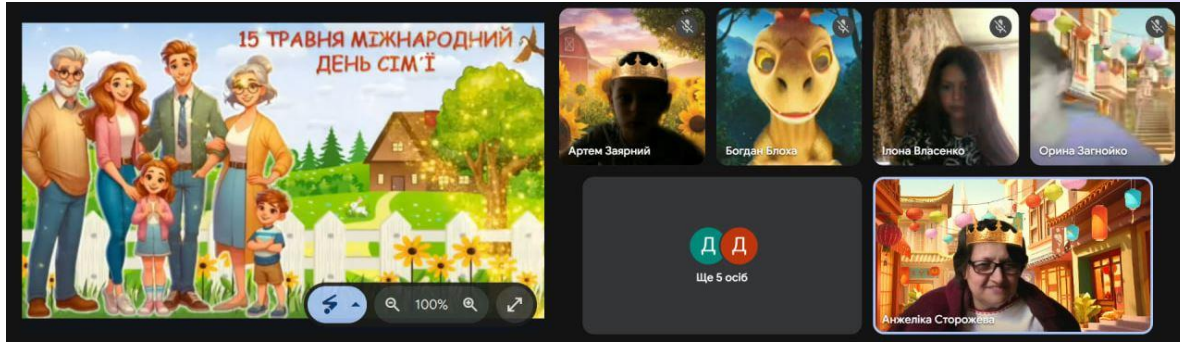 15 ТРАВНЯ МІЖНАРОДНИЙ
ДЕНЬ СІМ'Ї
100%
Артем Заярний
Богдан Блоха
Ілона Власенко
Орина Загнойко
Д Д
Ще 5 осіб
Анжеліка Сторожева